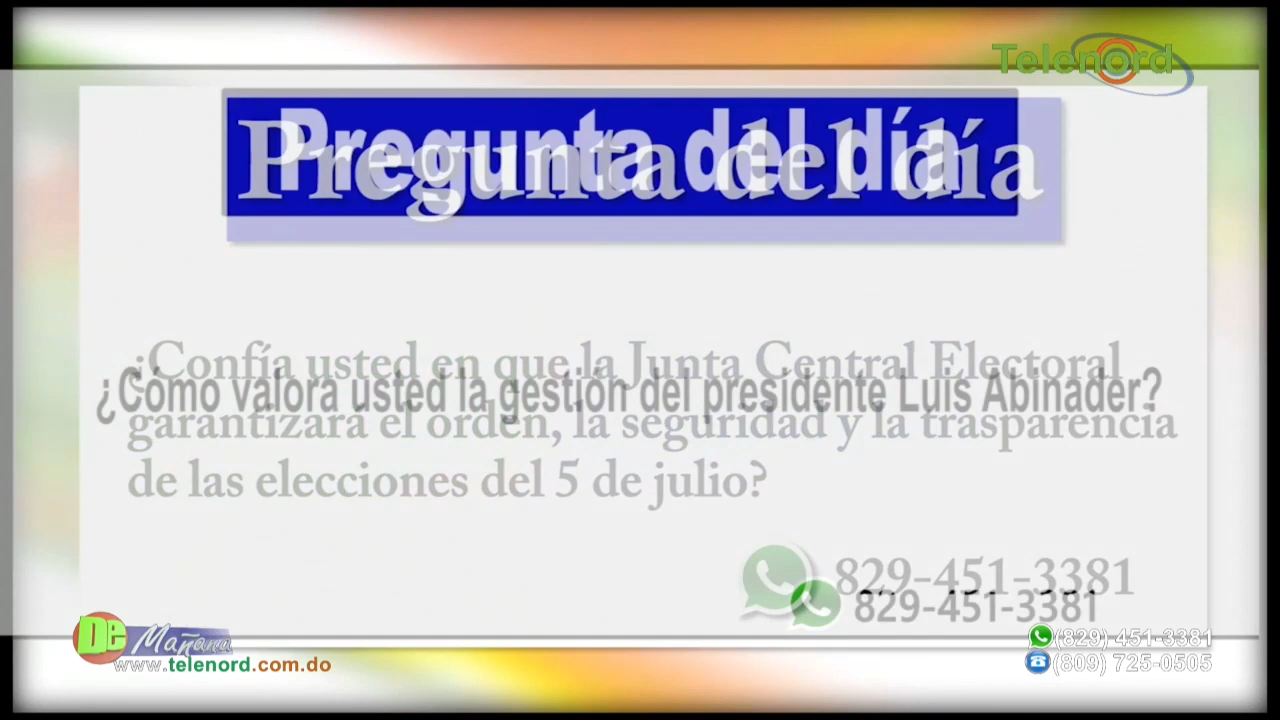 Telenord
Pregunta del día
Pregunta del día
¿Confía usted en que la Junta Central Electoral
¿Cómo valora usted la gestión del presidente Luis Abinader?
garantizará el orden, la seguridad y la trasparencia
de las elecciones del 5 de julio?
829-451-3381
829-451-3381
De Mañana
www.telenord.com.do
(829) 451-3381
(809) 725-0505